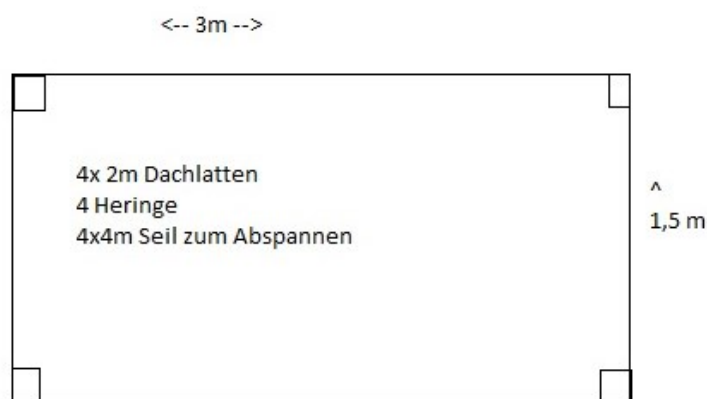 <-- 3m -->
4x 2m Dachlatten
4 Heringe
4x4m Seil zum Abspannen
^
1,5 m